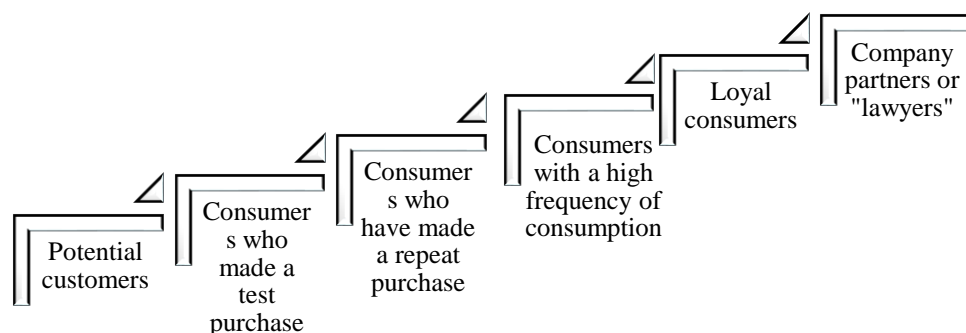 Potential
customers
Consumer
s who
made a
test
purchase
Consumer
s who
have made
a repeat
purchase
Consumers
with a high
frequency of
consumption
Loyal
consumers
Company
partners or
"lawyers"